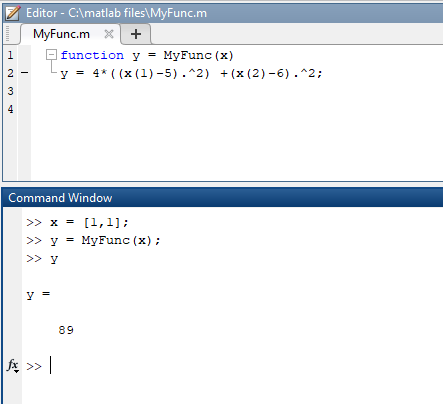 Editor - C:\matlab files\MyFunc.m
MyFunc.m × +
1 function y = MyFunc(x)
2 - y = 4*((x(1)-5).^2) +(x(2)-6).^2;
3
4
Command Window
>> x = [1,1];
>> y = MyFunc(x);
>> y
y =
89
fx >>